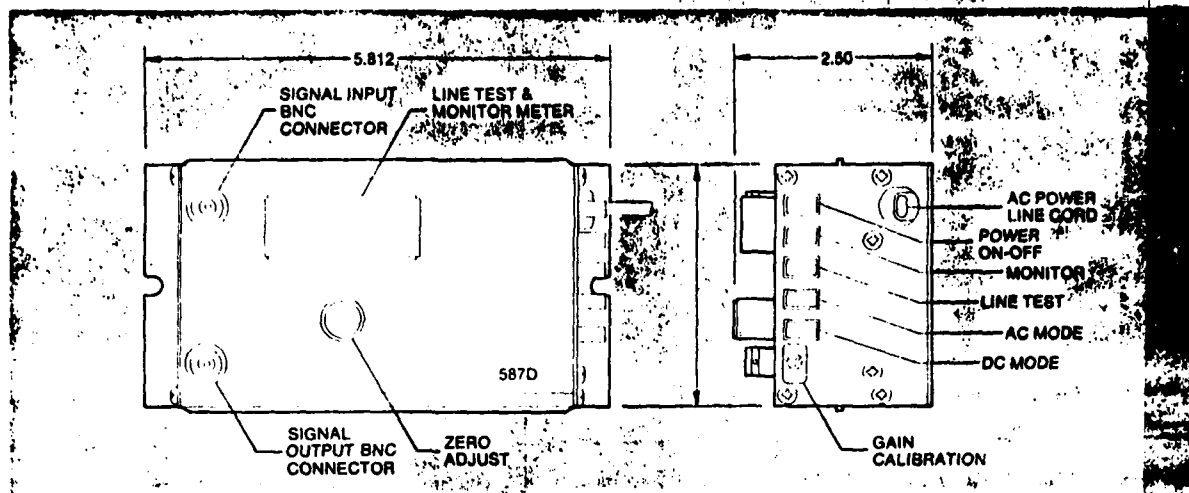 5.812
2.50
SIGNAL INPUT
BNC
CONNECTOR
LINE TEST &
MONITOR METER
AC POWER
LINE CORD
POWER
ON-OFF
MONITOR
LINE TEST
AC MODE
DC MODE
587D
SIGNAL
OUTPUT BNC
CONNECTOR
ZERO
ADJUST
GAIN
CALIBRATION